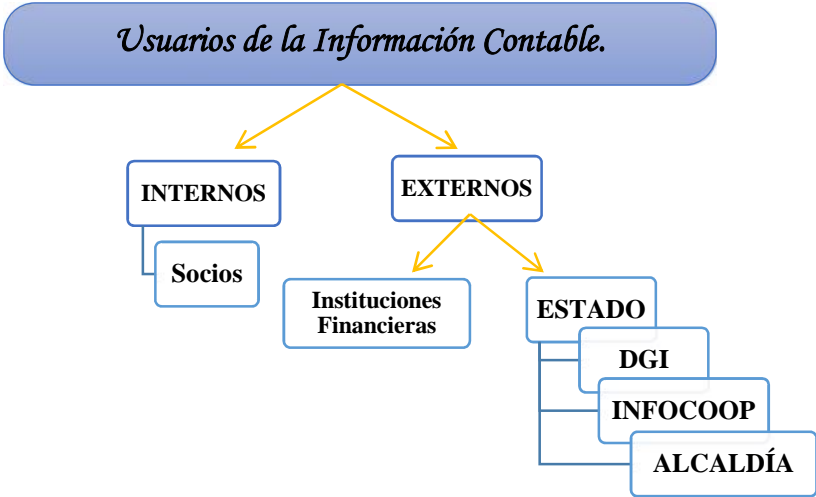 Usuarios de la Información Contable.
INTERNOS
EXTERNOS
Socios
Instituciones
Financieras
ESTADO
DGI
INFOCOOP
ALCALDÍA